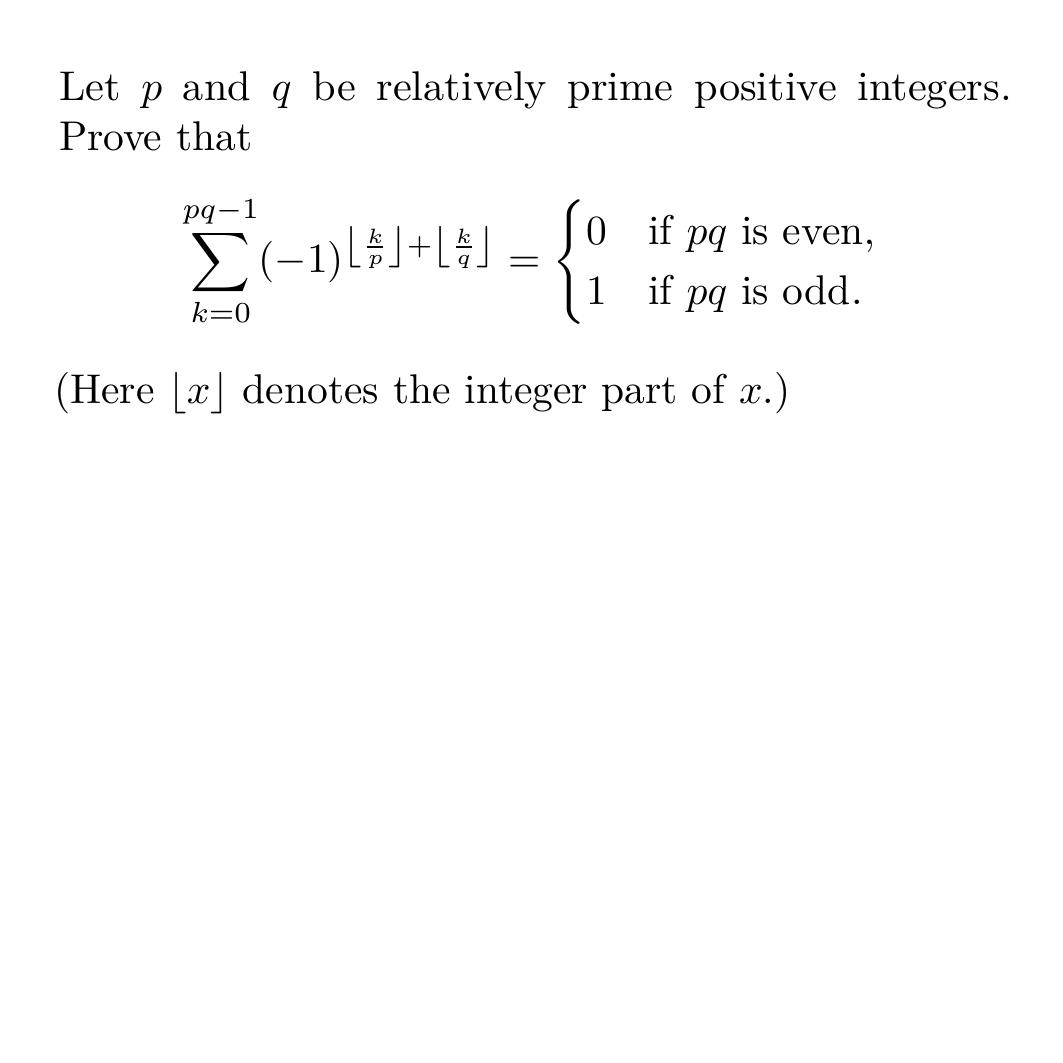 Let p and q be relatively prime positive integers.
Prove that
\sum_{k=0}^{pq-1} (-1)^{\lfloor \frac{k}{p} \rfloor + \lfloor \frac{k}{q} \rfloor} = \begin{cases} 0 & \text{if } pq \text{ is even,} \\ 1 & \text{if } pq \text{ is odd.} \end{cases}
(Here ⌊x⌋ denotes the integer part of x.)